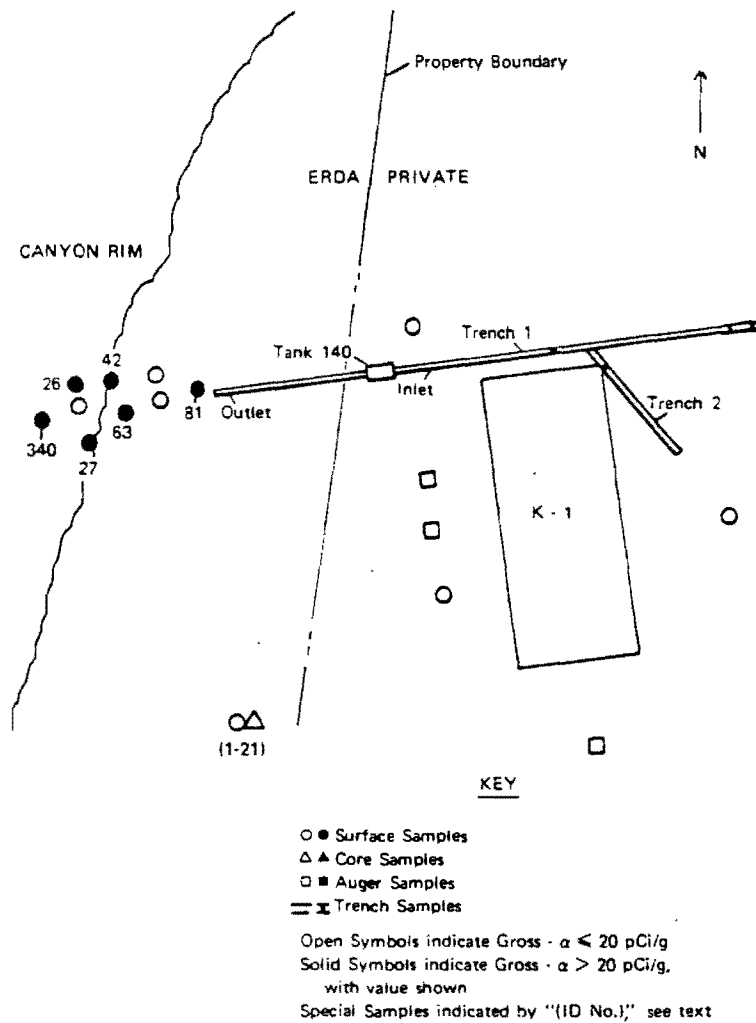 Property Boundary
N
ERDA PRIVATE
CANYON RIM
Trench 1
Tank 140
42
26
Inlet
81
Outlet
Trench 2
340
63
27
K - 1
(1-21)
KEY
Surface Samples
Core Samples
Auger Samples
Trench Samples
Open Symbols indicate Gross - α ≤ 20 pCi/g
Solid Symbols indicate Gross - α > 20 pCi/g,
with value shown
Special Samples indicated by "(ID No.)," see text